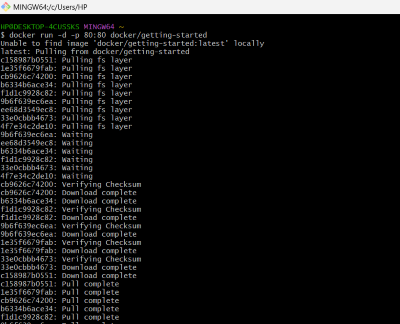 MINGW64:/c/Users/HP
HP@DESKTOP-4CUSSKS MINGW64 ~
$ docker run -d -p 80:80 docker/getting-started
Unable to find image 'docker/getting-started:latest' locally
latest: Pulling from docker/getting-started
c158987b0551: Pulling fs layer
1e35f6679fab: Pulling fs layer
cb9626c74200: Pulling fs layer
b6334b6ace34: Pulling fs layer
f1d1c9928c82: Pulling fs layer
9b6f639ec6ea: Pulling fs layer
ee68d3549ec8: Pulling fs layer
33e0cbbb4673: Pulling fs layer
4f7e34c2de10: Pulling fs layer
9b6f639ec6ea: Waiting
ee68d3549ec8: Waiting
b6334b6ace34: Waiting
f1d1c9928c82: Waiting
33e0cbbb4673: Waiting
4f7e34c2de10: Waiting
cb9626c74200: Verifying Checksum
cb9626c74200: Download complete
b6334b6ace34: Download complete
f1d1c9928c82: Verifying Checksum
f1d1c9928c82: Download complete
9b6f639ec6ea: Verifying Checksum
9b6f639ec6ea: Download complete
1e35f6679fab: Verifying Checksum
1e35f6679fab: Download complete
33e0cbbb4673: Verifying Checksum
33e0cbbb4673: Download complete
c158987b0551: Download complete
c158987b0551: Pull complete
1e35f6679fab: Pull complete
cb9626c74200: Pull complete
b6334b6ace34: Pull complete
f1d1c9928c82: Pull complete
9b6f639ec6ea: Pull complete